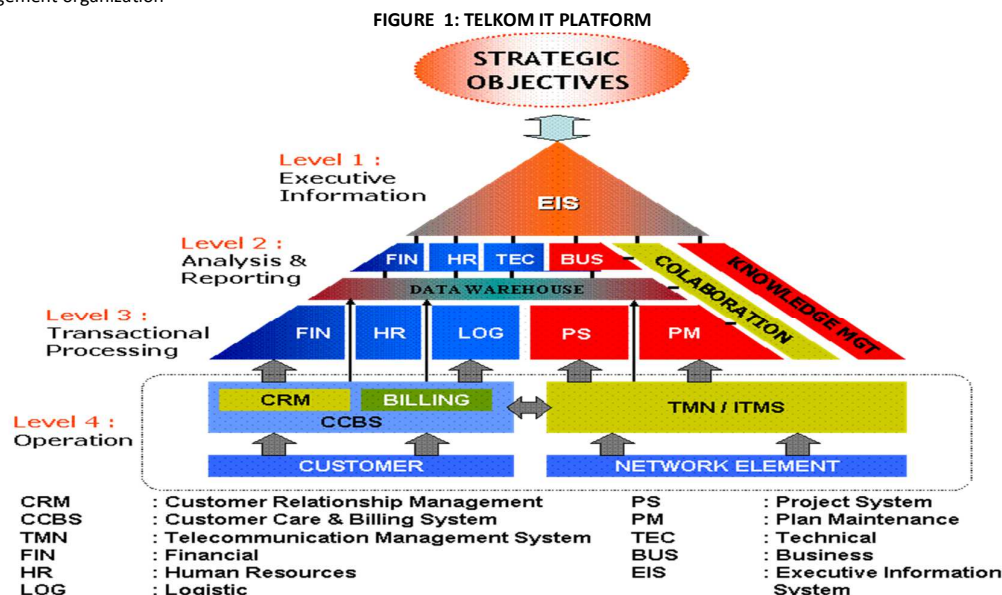 gement organization
FIGURE 1: TELKOM IT PLATFORM
STRATEGIC
OBJECTIVES
Level 1 :
Executive
Information
EIS
Level 2 :
Analysis &
Reporting
FIN HR TEC BUS
COLABORATION
KNOWLEDGE MGT
DATA WAREHOUSE
Level 3 :
Transactional
Processing
FIN HR LOG PS PM
Level 4 :
Operation
CRM BILLING
CCBS
TMN / ITMS
CUSTOMER
NETWORK ELEMENT
CRM : Customer Relationship Management
CCBS : Customer Care & Billing System
TMN : Telecommunication Management System
FIN : Financial
HR : Human Resources
LOG : Logistic
PS : Project System
PM : Plan Maintenance
TEC : Technical
BUS : Business
EIS : Executive Information
System